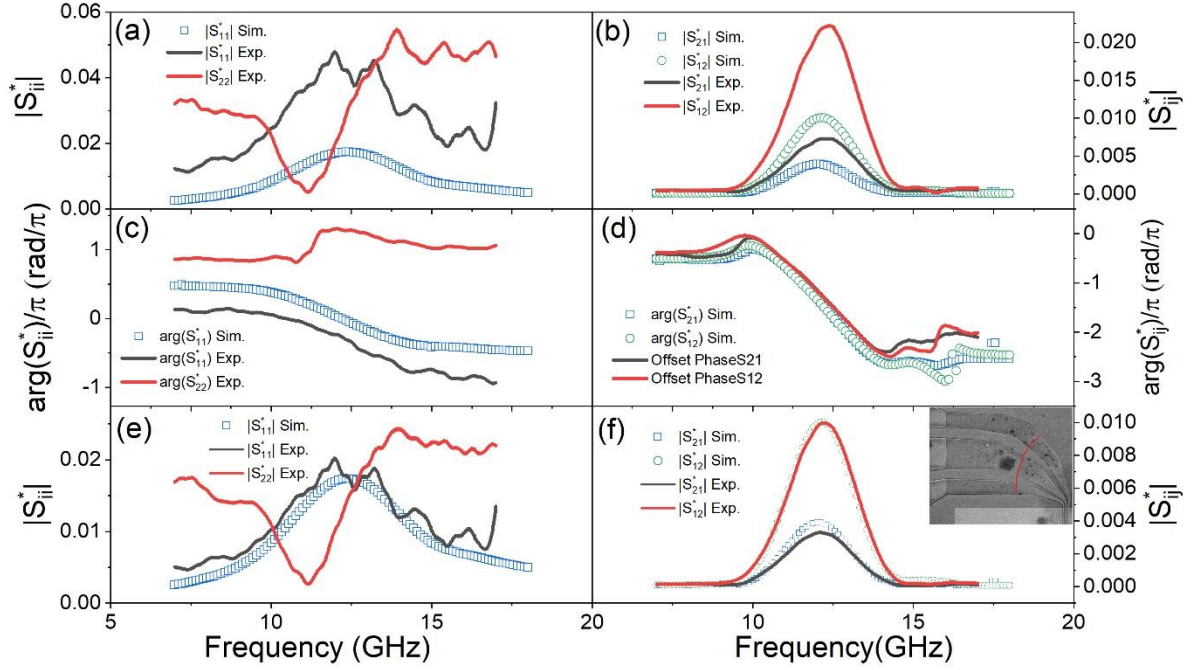 (a)
|S*11| Sim.
|S*11| Exp.
|S*22| Exp.
0.06
0.04
0.02
0.00
|S*ii|
(b)
|S*21| Sim.
|S*12| Sim.
|S*21| Exp.
|S*12| Exp.
0.020
0.015
0.010
0.005
0.000
|S*ij|
(c)
1
0
-1
arg(S*ii)/π (rad/π)
arg(S*11) Sim.
arg(S*11) Exp.
arg(S*22) Exp.
(d)
arg(S*21) Sim.
arg(S*12) Sim.
Offset PhaseS21
Offset PhaseS12
0
-1
-2
-3
arg(S*ij)/π (rad/π)
(e)
|S*11| Sim.
|S*11| Exp.
|S*22| Exp.
0.02
0.01
0.00
|S*ii|
5 10 15 20
Frequency (GHz)
(f)
|S*21| Sim.
|S*12| Sim.
|S*21| Exp.
|S*12| Exp.
0.010
0.008
0.006
0.004
0.002
0.000
|S*ij|
10 15 20
Frequency(GHz)